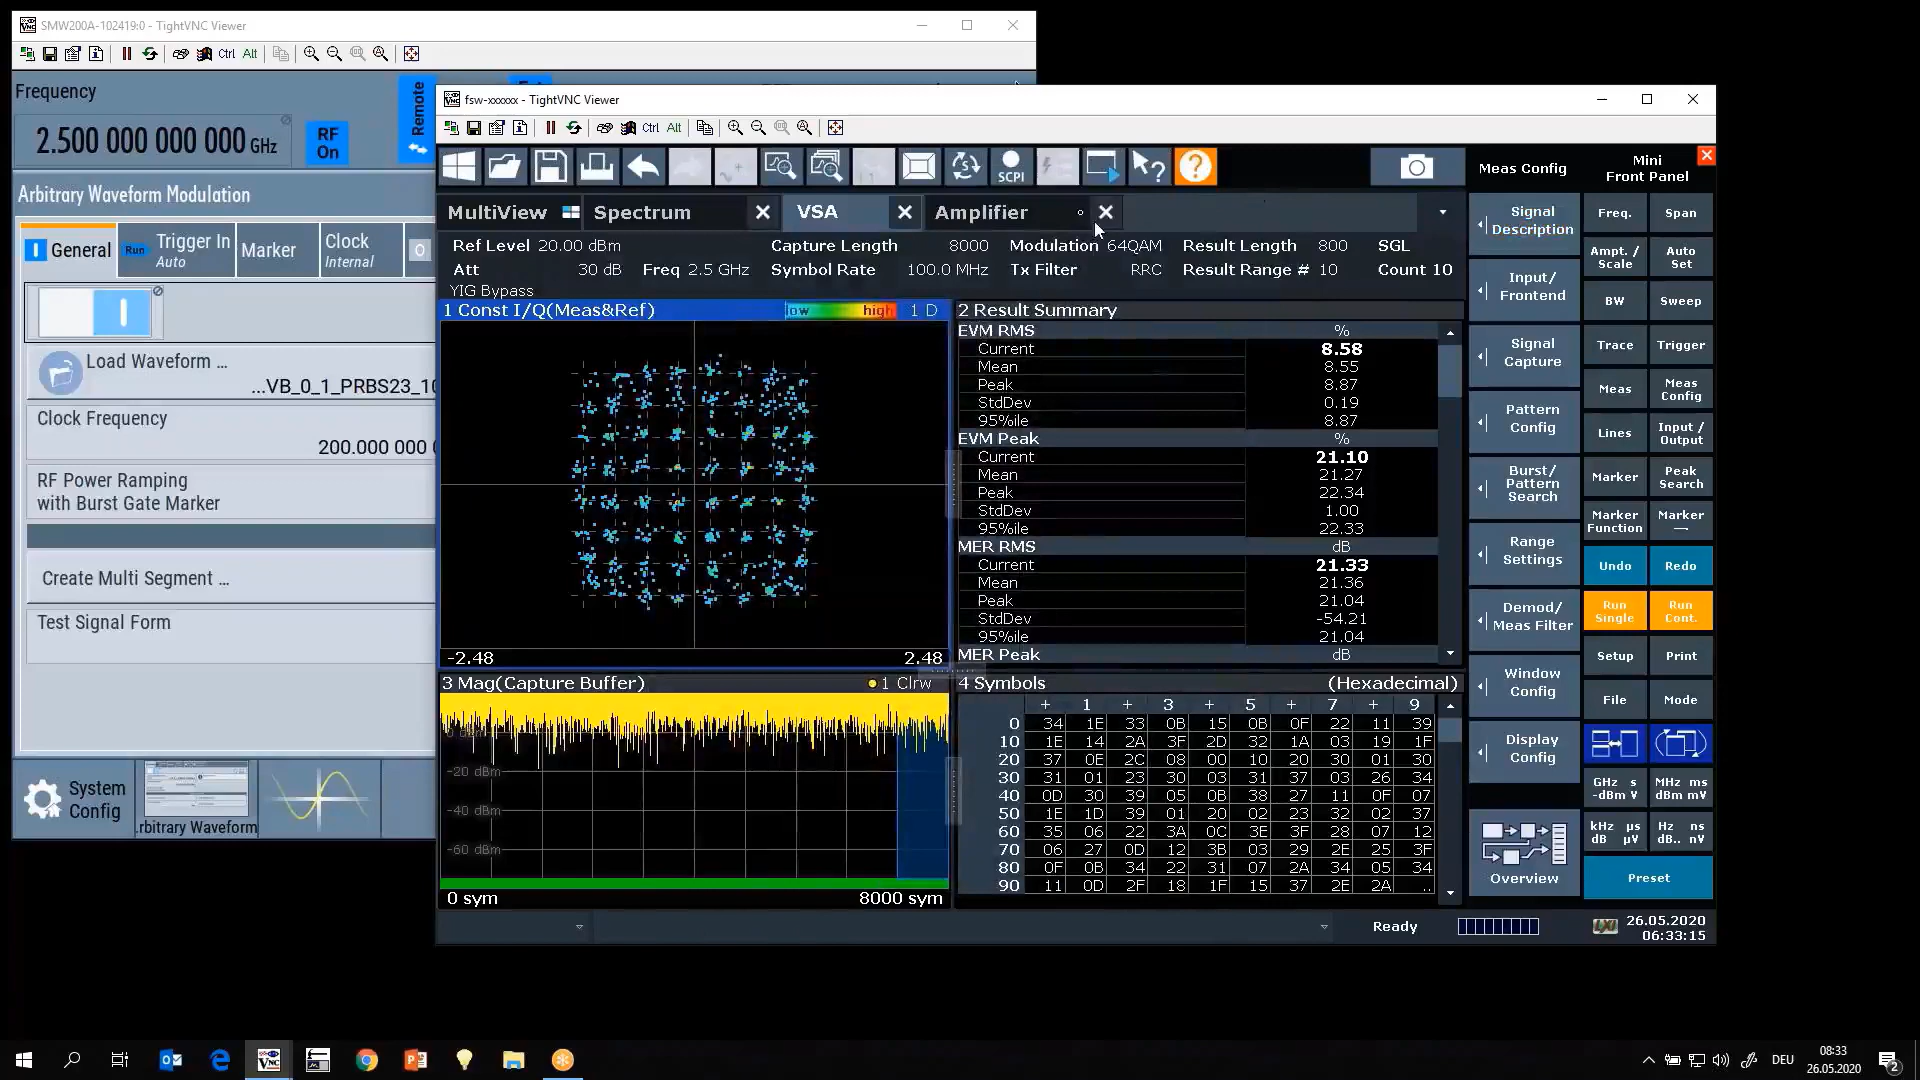 SMW200A-102419:0 - TightVNC Viewer
Ctrl Alt
Frequency
2.500 000 000 000 GHz
RF On
Remote
Arbitrary Waveform Modulation
General
Run Trigger In Auto
Marker
Clock Internal
Load Waveform ...
...VB_0_1_PRBS23_10
Clock Frequency
200.000 000
RF Power Ramping
with Burst Gate Marker
Create Multi Segment ...
Test Signal Form
System Config
rbitrary Waveform
fsw-xxxxxx - TightVNC Viewer
Ctrl Alt
SCPI
MultiView Spectrum VSA Amplifier
Ref Level 20.00 dBm Capture Length 8000 Modulation 64QAM Result Length 800 SGL
Att 30 dB Freq 2.5 GHz Symbol Rate 100.0 MHz Tx Filter RRC Result Range # 10 Count 10
YIG Bypass
1 Const I/Q(Meas&Ref) low high 1 D
-2.48 2.48
2 Result Summary
EVM RMS %
Current 8.58
Mean 8.55
Peak 8.87
StdDev 0.19
95%ile 8.87
EVM Peak %
Current 21.10
Mean 21.27
Peak 22.34
StdDev 1.00
95%ile 22.33
MER RMS dB
Current 21.33
Mean 21.36
Peak 21.04
StdDev -54.21
95%ile 21.04
MER Peak dB
3 Mag(Capture Buffer) 1 Clrw
0 dBm
-20 dBm
-40 dBm
-60 dBm
0 sym 8000 sym
4 Symbols (Hexadecimal)
+ 1 + 3 + 5 + 7 + 9
0 34 1E 33 0B 15 0B 0F 22 11 39
10 1E 14 2A 3F 2D 32 1A 03 19 1F
20 37 0E 2C 08 00 10 20 30 01 30
30 31 01 23 30 03 31 37 03 26 34
40 0D 30 39 05 0B 38 27 11 0F 07
50 1E 1D 39 01 20 02 23 32 02 37
60 35 06 22 3A 0C 3E 3F 28 07 12
70 06 27 0D 12 3B 03 29 2E 25 3F
80 0F 0B 34 22 31 07 2A 34 05 34
90 11 0D 2F 18 1F 15 37 2E 2A ..
Ready
LXI
26.05.2020
06:33:15
Meas Config
Signal Description
Input/ Frontend
Signal Capture
Pattern Config
Burst/ Pattern Search
Range Settings
Demod/ Meas Filter
Window Config
Display Config
Overview
Mini Front Panel
Freq. Span
Ampt. / Scale Auto Set
BW Sweep
Trace Trigger
Meas Meas Config
Lines Input / Output
Marker Peak Search
Marker Function Marker →
Undo Redo
Run Single Run Cont.
Setup Print
File Mode
GHz s -dBm V MHz ms dBm mV
kHz µs dB µV Hz ns dB.. nV
Preset
DEU
08:33
26.05.2020
2